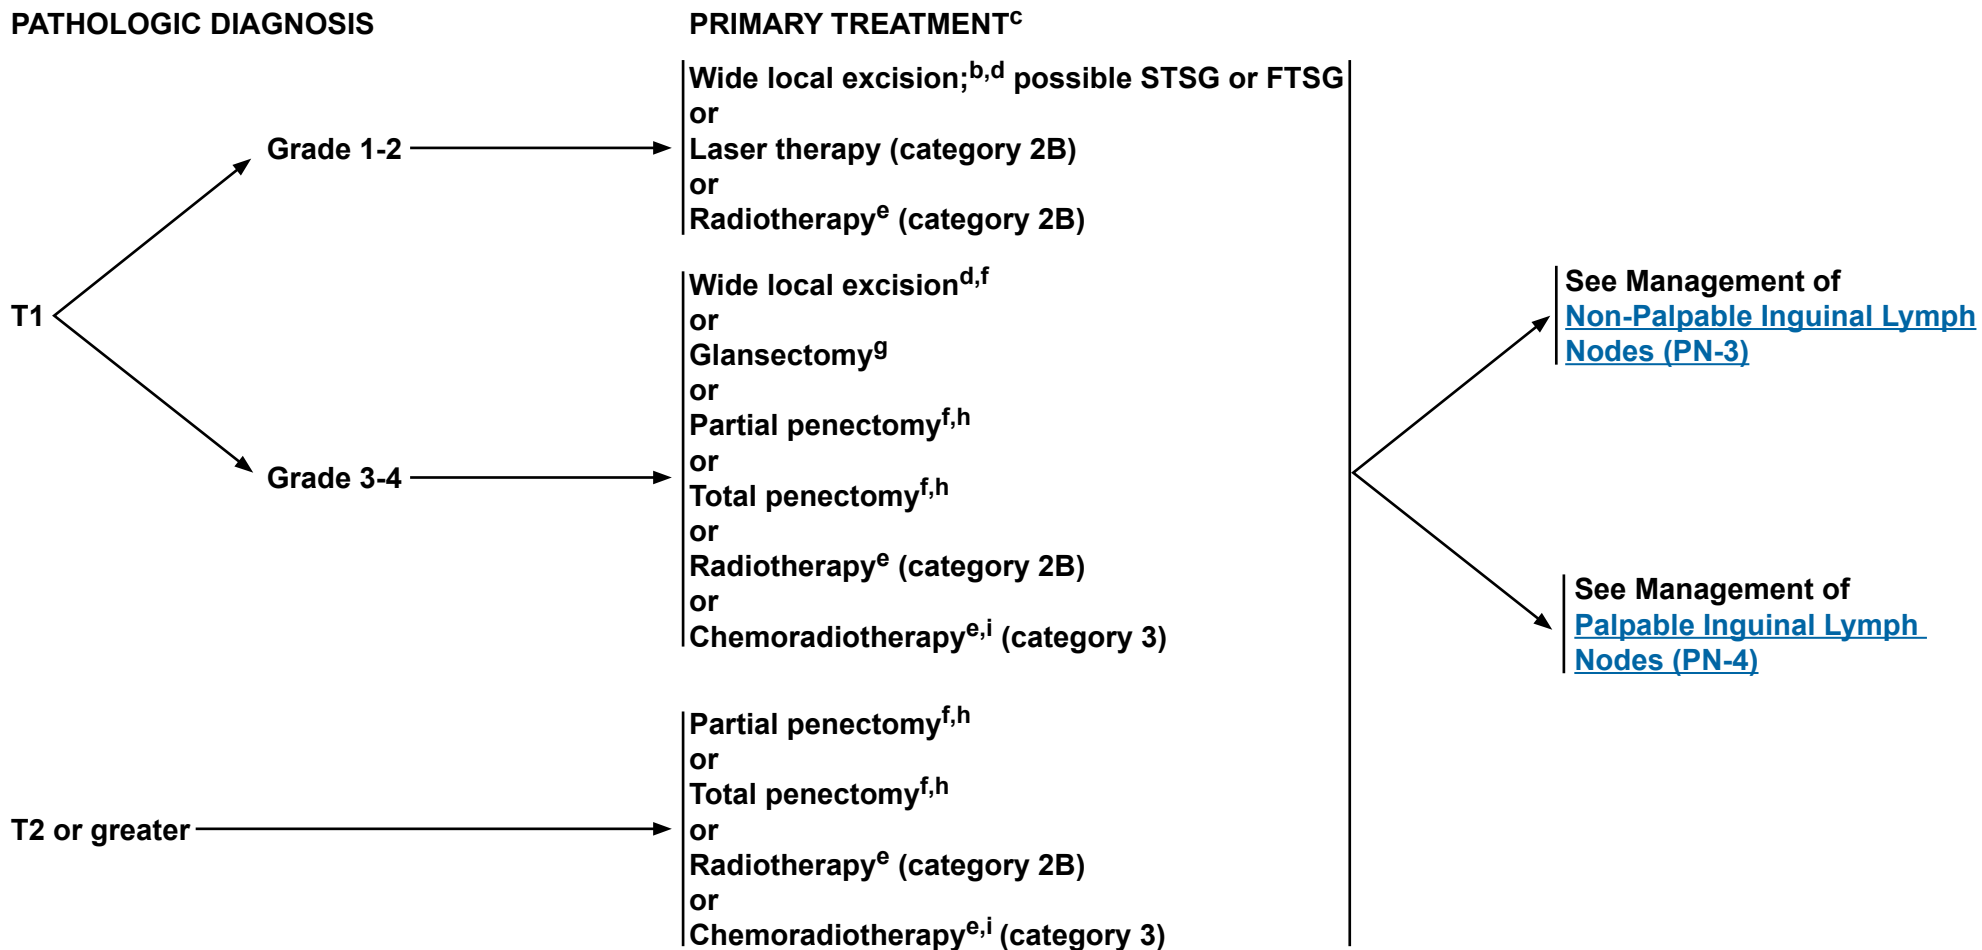 PATHOLOGIC DIAGNOSIS
PRIMARY TREATMENTc
T1
Grade 1-2
Wide local excision;b,d possible STSG or FTSG
or
Laser therapy (category 2B)
or
Radiotherapye (category 2B)
Grade 3-4
Wide local excisiond,f
or
Glansectomyg
or
Partial penectomyf,h
or
Total penectomyf,h
or
Radiotherapye (category 2B)
or
Chemoradiotherapye,i (category 3)
T2 or greater
Partial penectomyf,h
or
Total penectomyf,h
or
Radiotherapye (category 2B)
or
Chemoradiotherapye,i (category 3)
See Management of
Non-Palpable Inguinal Lymph
Nodes (PN-3)
See Management of
Palpable Inguinal Lymph
Nodes (PN-4)